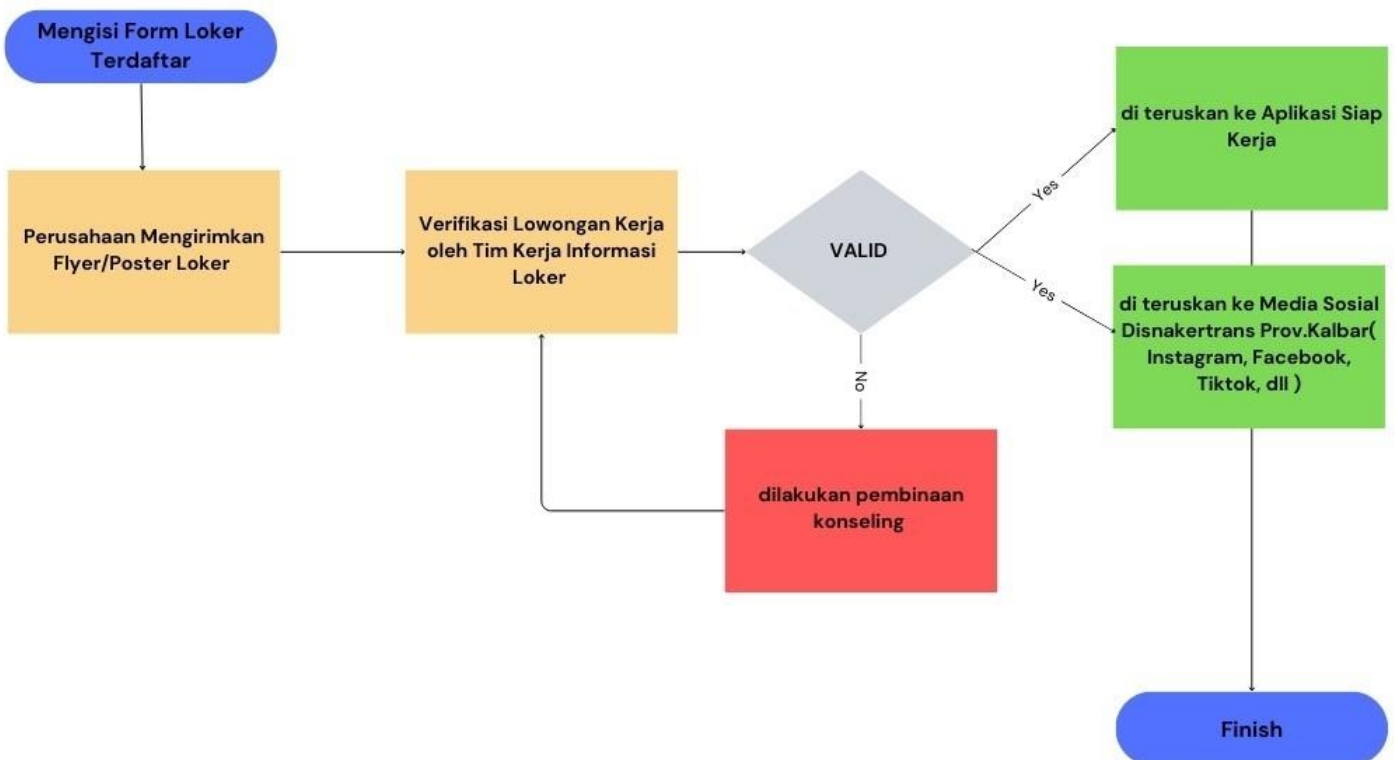 Mengisi Form Loker
Terdaftar
Perusahaan Mengirimkan
Flyer/Poster Loker
Verifikasi Lowongan Kerja
oleh Tim Kerja Informasi
Loker
VALID
Yes
Yes
No
di teruskan ke Aplikasi Siap
Kerja
di teruskan ke Media Sosial
Disnakertrans Prov.Kalbar(
Instagram, Facebook,
Tiktok, dll )
dilakukan pembinaan
konseling
Finish